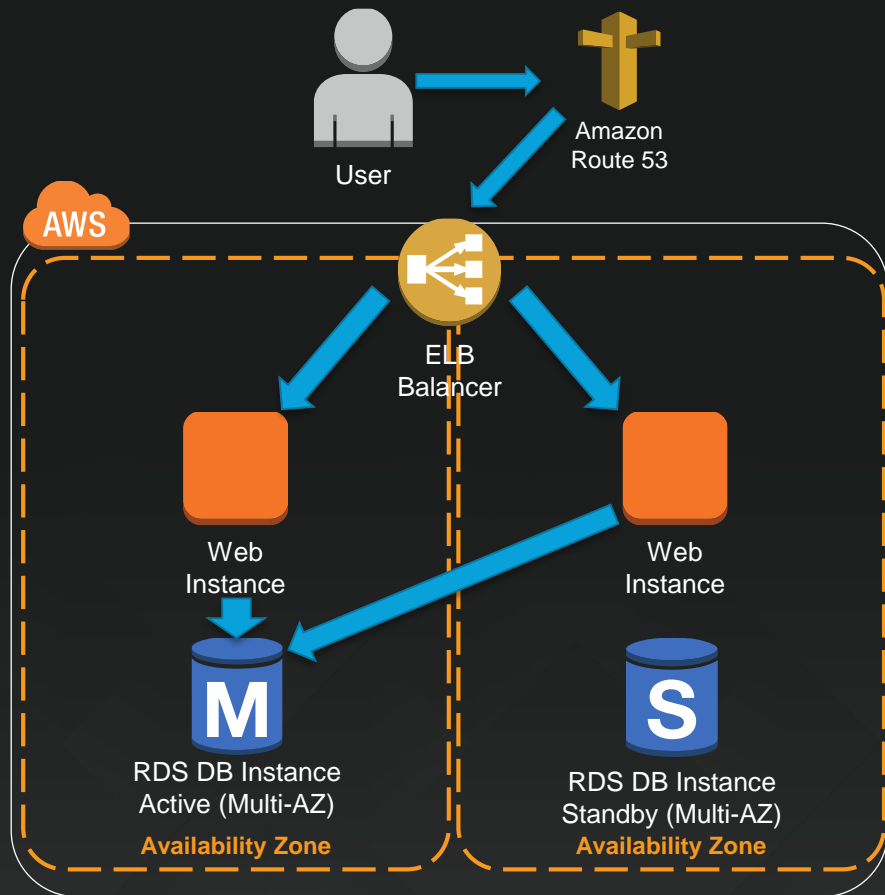 User
Amazon
Route 53
AWS
ELB
Balancer
Web
Instance
Web
Instance
M
S
RDS DB Instance
Active (Multi-AZ)
RDS DB Instance
Standby (Multi-AZ)
Availability Zone
Availability Zone